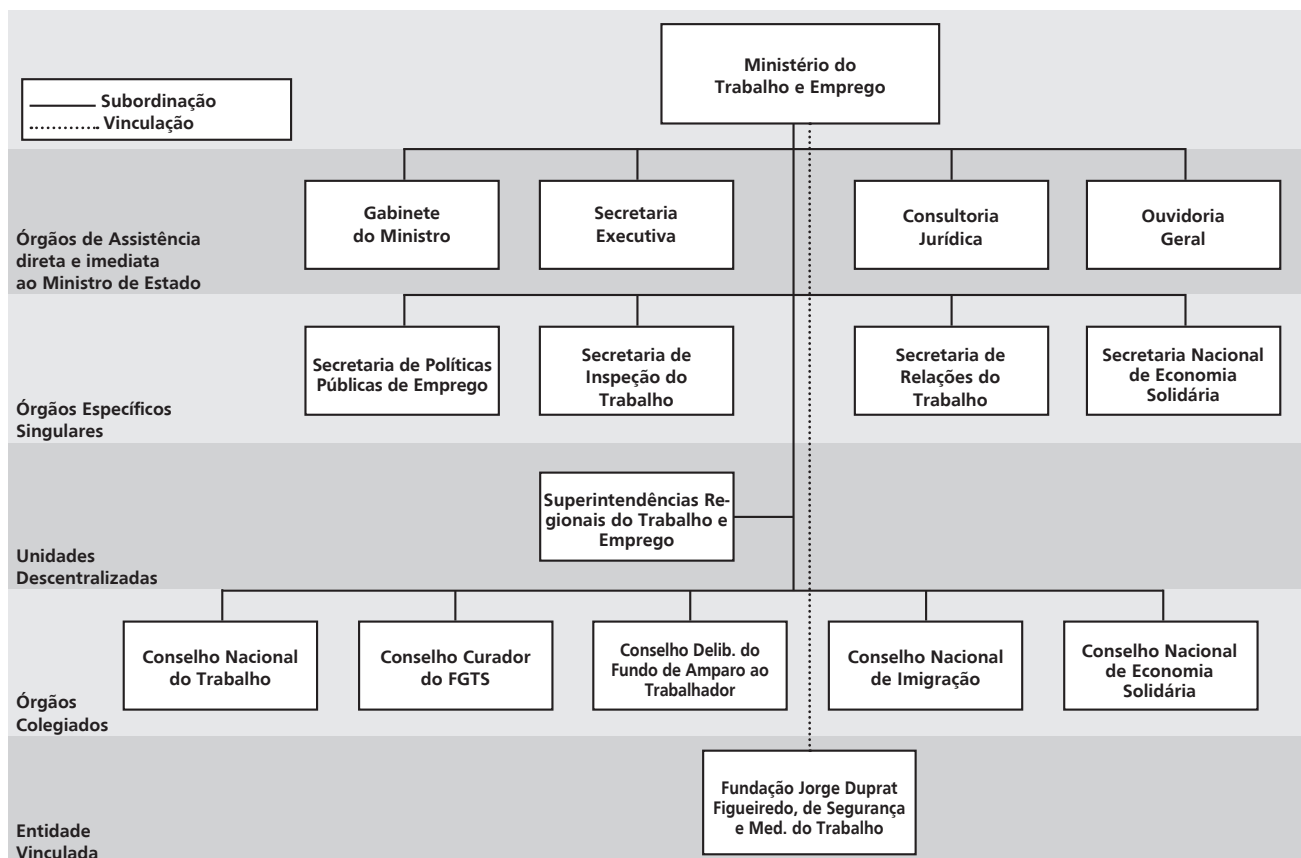 Ministério do
Trabalho e Emprego
Subordinação
Vinculação
Órgãos de Assistência
direta e imediata
ao Ministro de Estado
Gabinete
do Ministro
Secretaria
Executiva
Consultoria
Jurídica
Ouvidoria
Geral
Órgãos Específicos
Singulares
Secretaria de Políticas
Públicas de Emprego
Secretaria de
Inspeção do
Trabalho
Secretaria de
Relações do
Trabalho
Secretaria Nacional
de Economia
Solidária
Unidades
Descentralizadas
Superintendências Re-
gionais do Trabalho e
Emprego
Órgãos
Colegiados
Conselho Nacional
do Trabalho
Conselho Curador
do FGTS
Conselho Delib. do
Fundo de Amparo ao
Trabalhador
Conselho Nacional
de Imigração
Conselho Nacional
de Economia
Solidária
Entidade
Vinculada
Fundação Jorge Duprat
Figueiredo, de Segurança
e Med. do Trabalho